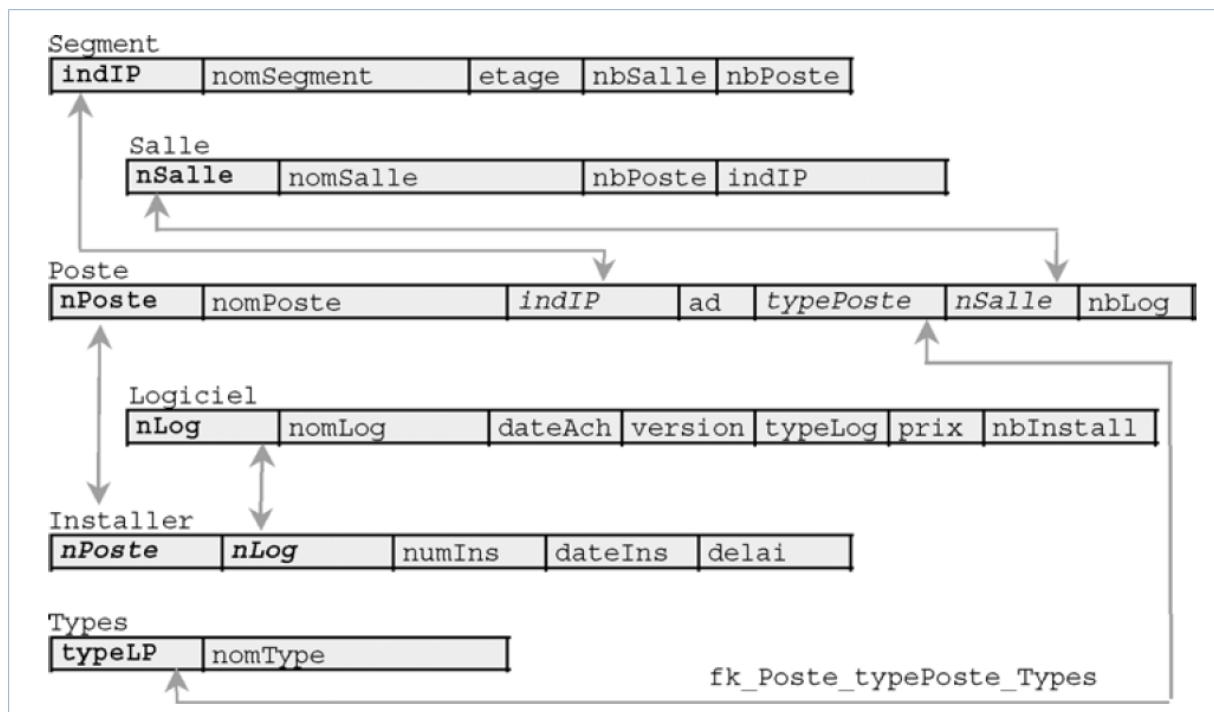 Segment
indIP nomSegment etage nbSalle nbPoste
Salle
nSalle nomSalle nbPoste indIP
Poste
nPoste nomPoste indIP ad typePoste nSalle nbLog
Logiciel
nLog nomLog dateAch version typeLog prix nbInstall
Installer
nPoste nLog numIns dateIns delai
Types
typeLP nomType
fk_Poste_typePoste_Types